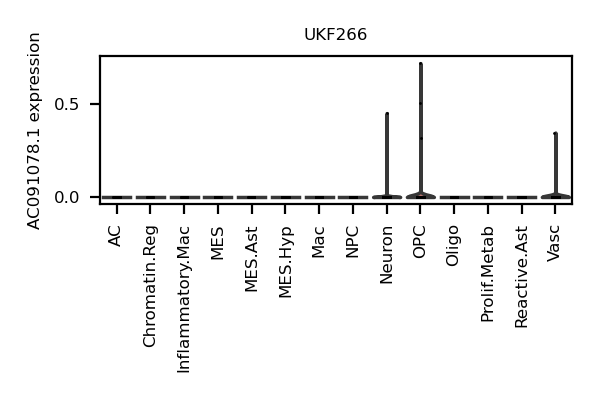 UKF266
AC091078.1 expression
0.5
0.0
AC
Chromatin.Reg
Inflammatory.Mac
MES
MES.Ast
MES.Hyp
Mac
NPC
Neuron
OPC
Oligo
Prolif.Metab
Reactive.Ast
Vasc